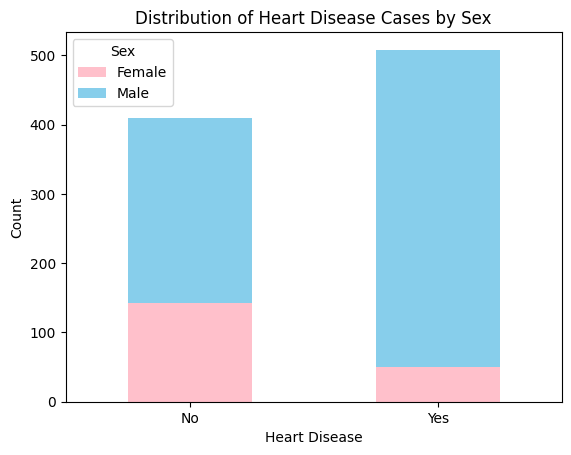 Distribution of Heart Disease Cases by Sex
Sex
Female
Male
500
400
300
200
100
0
Count
No Yes
Heart Disease